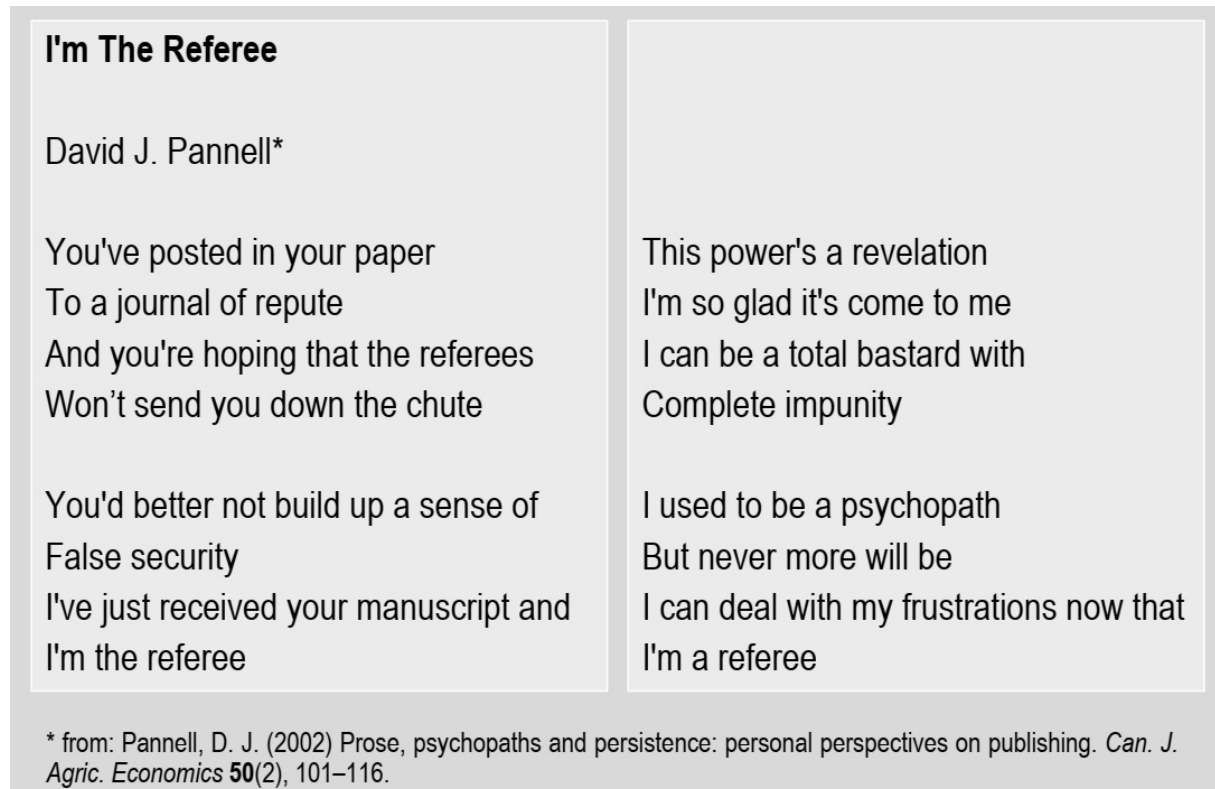 I'm The Referee
David J. Pannell*
You've posted in your paper
To a journal of repute
And you're hoping that the referees
Won’t send you down the chute
You'd better not build up a sense of
False security
I've just received your manuscript and
I'm the referee
This power's a revelation
I'm so glad it's come to me
I can be a total bastard with
Complete impunity
I used to be a psychopath
But never more will be
I can deal with my frustrations now that
I'm a referee
* from: Pannell, D. J. (2002) Prose, psychopaths and persistence: personal perspectives on publishing. Can. J.
Agric. Economics 50(2), 101–116.